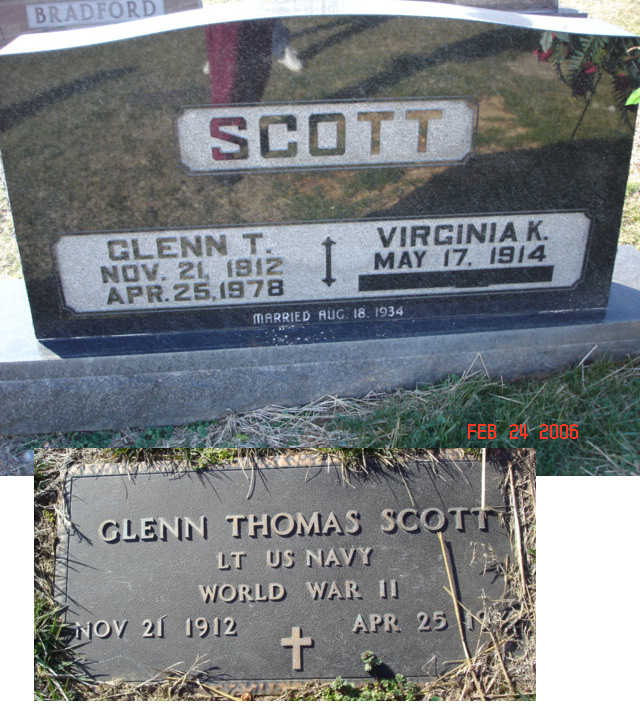 BRADFORD
SCOTT
GLENN T.
NOV. 21, 1912
APR. 25, 1978
VIRGINIA K.
MAY 17, 1914
MARRIED AUG. 18, 1934
FEB 24 2006
GLENN THOMAS SCOTT
LT US NAVY
WORLD WAR II
NOV 21 1912
APR 25